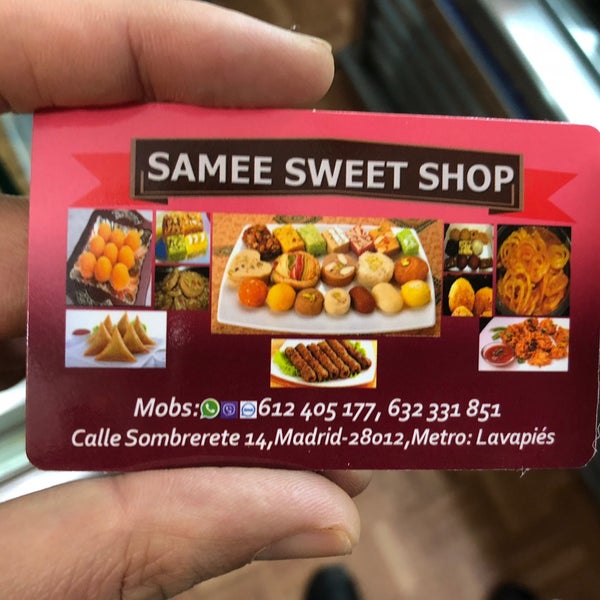 SAMEE SWEET SHOP
Mobs: 612 405 177, 632 331 851
Calle Sombrerete 14,Madrid-28012,Metro: Lavapiés